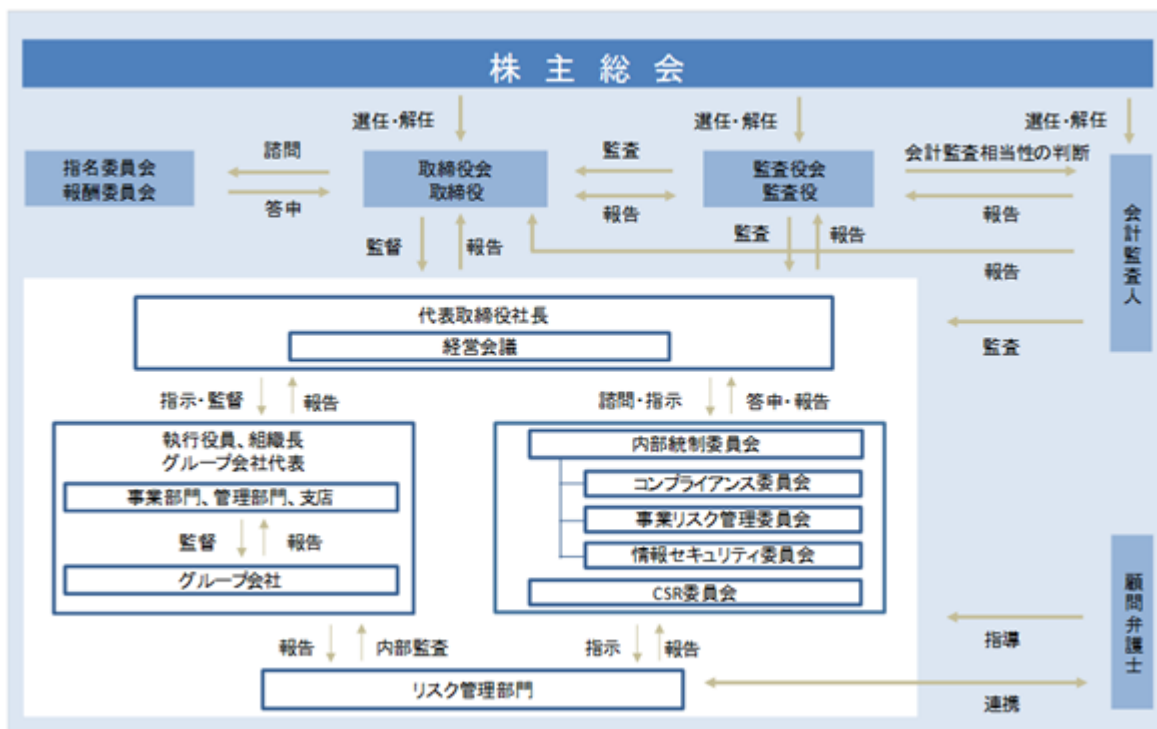 株主総会
選任・解任
選任・解任
選任・解任
指名委員会
報酬委員会
諮問
答申
取締役会
取締役
監査
報告
監査役会
監査役
会計監査相当性の判断
報告
会計監査人
監督
報告
監査
報告
報告
代表取締役社長
経営会議
監査
指示・監督
報告
諮問・指示
答申・報告
執行役員、組織長
グループ会社代表
事業部門、管理部門、支店
監督
報告
グループ会社
内部統制委員会
コンプライアンス委員会
事業リスク管理委員会
情報セキュリティ委員会
CSR委員会
報告
内部監査
指示
報告
リスク管理部門
指導
連携
顧問弁護士